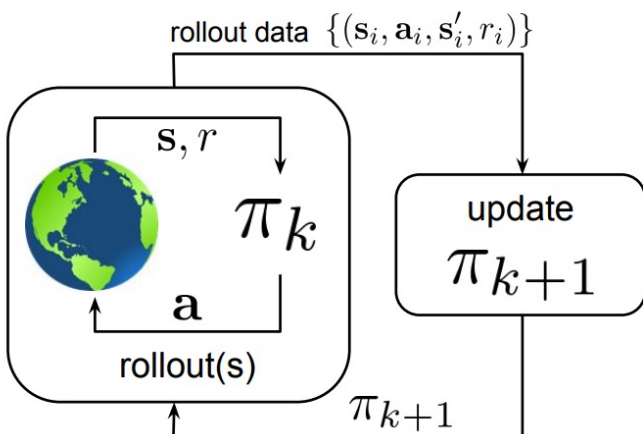 rollout data {(s_i, a_i, s'_i, r_i)}
s, r
π_k
a
rollout(s)
update
π_{k+1}
π_{k+1}